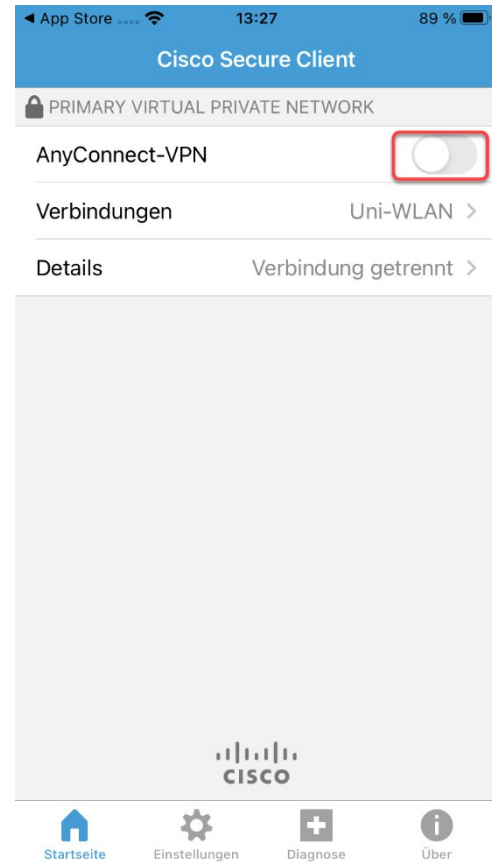 ◀ App Store .... 13:27 89 %
Cisco Secure Client
PRIMARY VIRTUAL PRIVATE NETWORK
AnyConnect-VPN
Verbindungen Uni-WLAN >
Details Verbindung getrennt >
CISCO
Startseite Einstellungen Diagnose Über